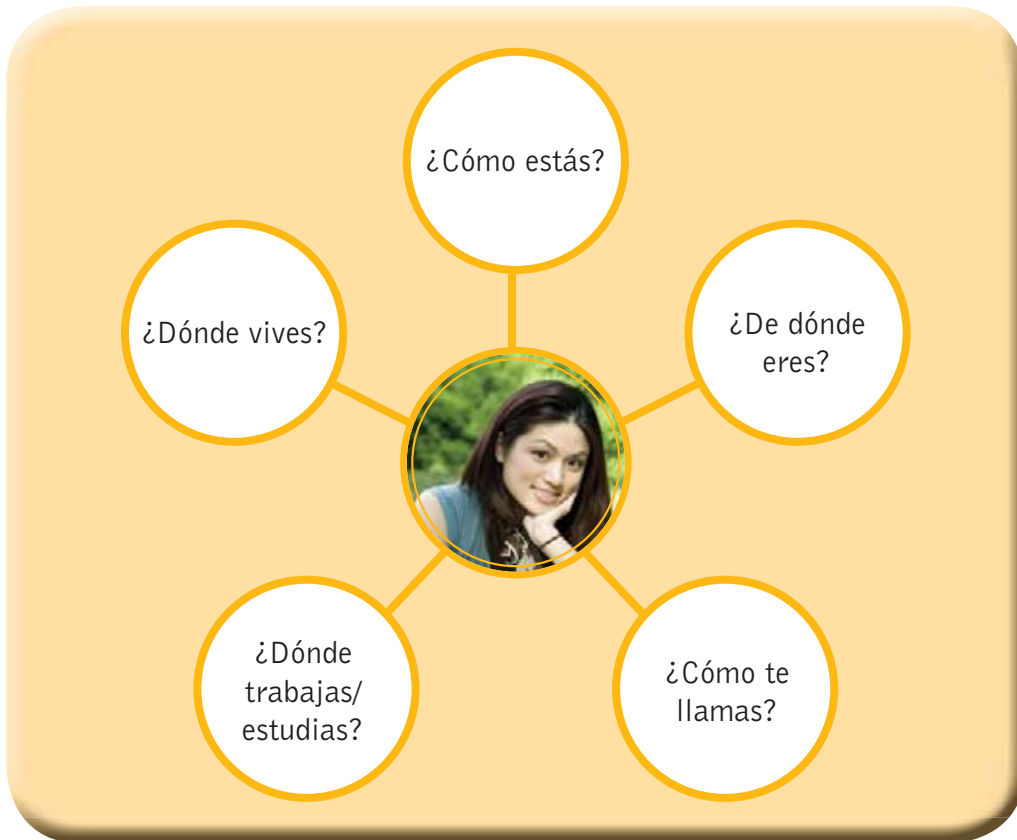 ¿Cómo estás?
¿Dónde vives?
¿De dónde
eres?
¿Dónde
trabajas/
estudias?
¿Cómo te
llamas?